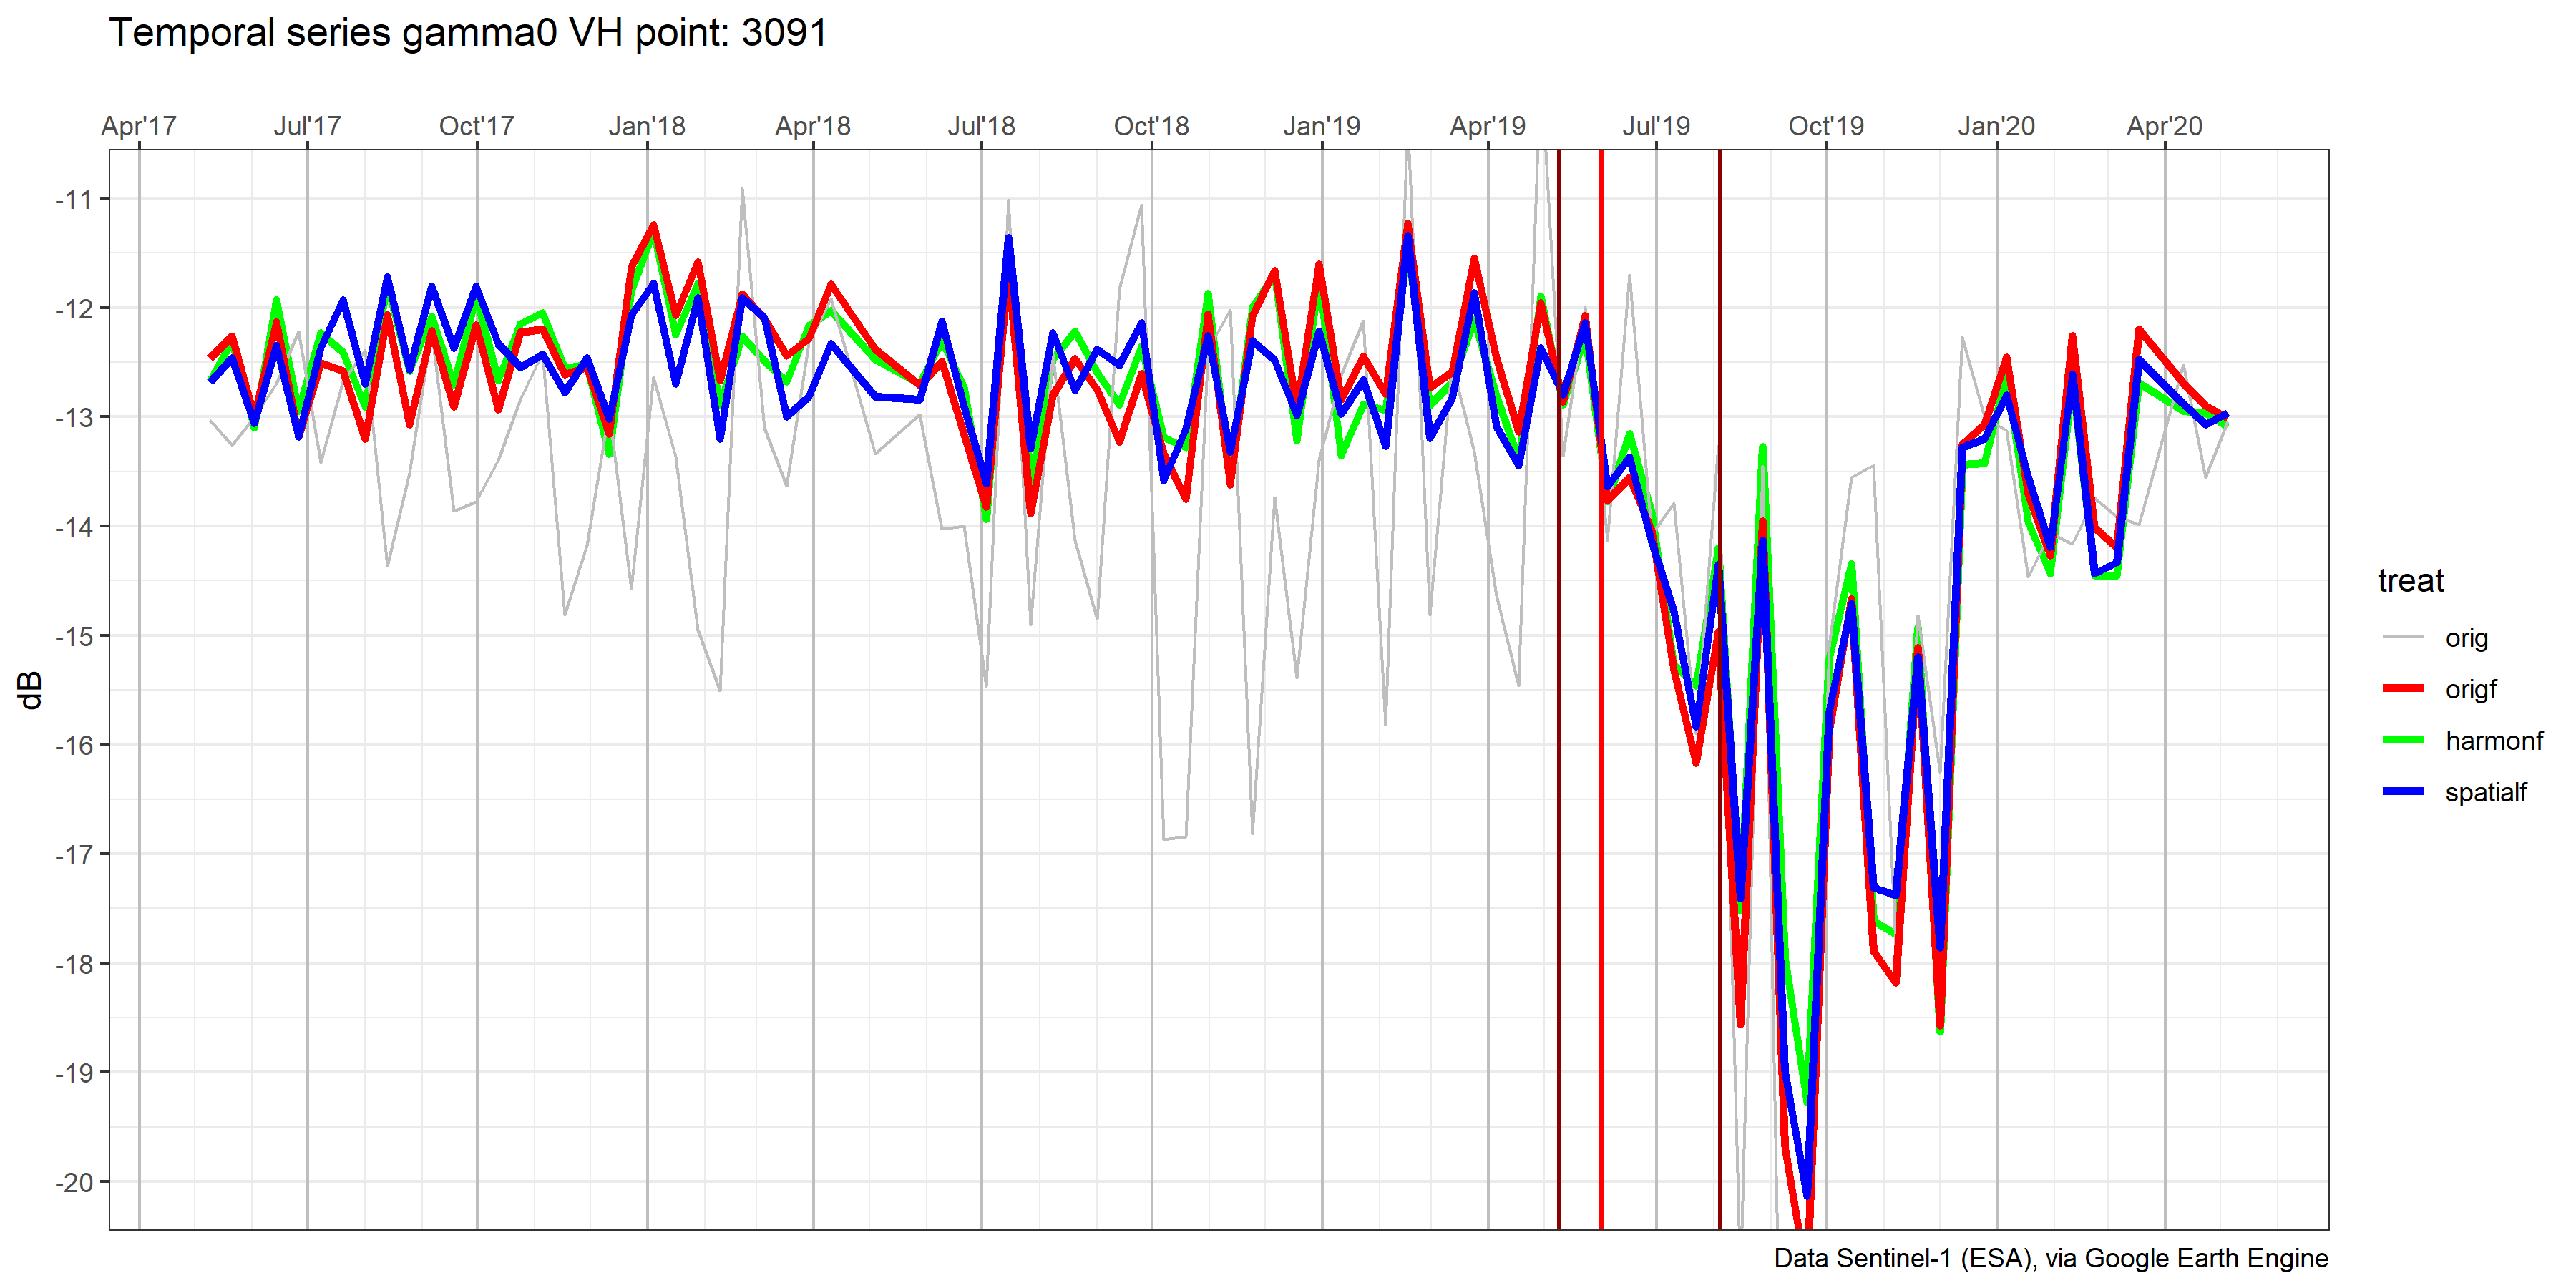 Temporal series gamma0 VH point: 3091
Apr'17 Jul'17 Oct'17 Jan'18 Apr'18 Jul'18 Oct'18 Jan'19 Apr'19 Jul'19 Oct'19 Jan'20 Apr'20
-11
-12
-13
-14
-15
-16
-17
-18
-19
-20
dB
treat
orig
origf
harmonf
spatialf
Data Sentinel-1 (ESA), via Google Earth Engine